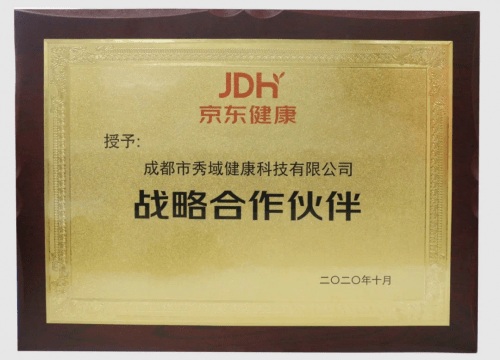 JDH
京东健康
授予:
成都市秀域健康科技有限公司
战略合作伙伴
二〇二〇年十月